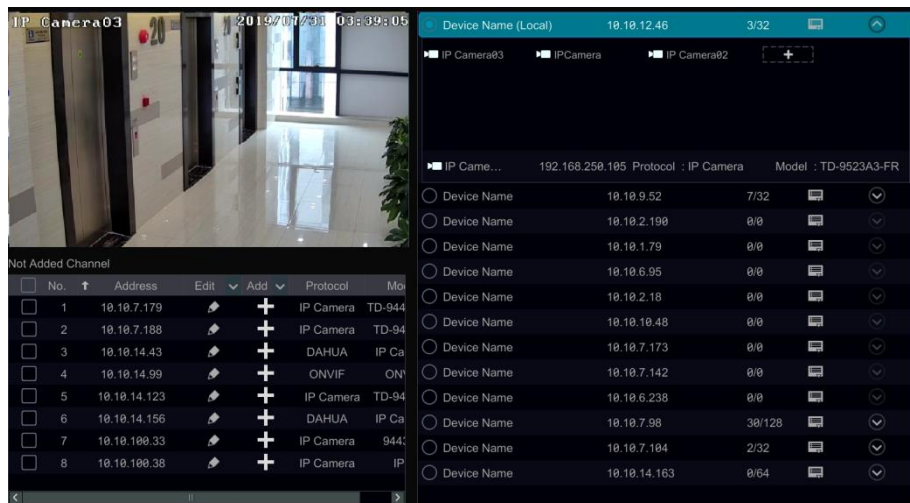 IP Camera03 2019/07/31 03:39:05
20
Not Added Channel
No. Address Edit Add Protocol Mo
1 10.10.7.179 IP Camera TD-944
2 10.10.7.188 IP Camera TD-94
3 10.10.14.43 DAHUA IP Ca
4 10.10.14.99 ONVIF ON
5 10.10.14.123 IP Camera TD-94
6 10.10.14.156 DAHUA IP Ca
7 10.10.100.33 IP Camera 944
8 10.10.100.38 IP Camera IP
Device Name (Local) 10.10.12.46 3/32
IP Camera03 IPCamera IP Camera02
IP Came... 192.168.250.105 Protocol : IP Camera Model : TD-9523A3-FR
Device Name 10.10.9.52 7/32
Device Name 10.10.2.190 0/0
Device Name 10.10.1.79 0/0
Device Name 10.10.6.95 0/0
Device Name 10.10.2.18 0/0
Device Name 10.10.10.48 0/0
Device Name 10.10.7.173 0/0
Device Name 10.10.7.142 0/0
Device Name 10.10.6.238 0/0
Device Name 10.10.7.98 30/128
Device Name 10.10.7.104 2/32
Device Name 10.10.14.163 0/64